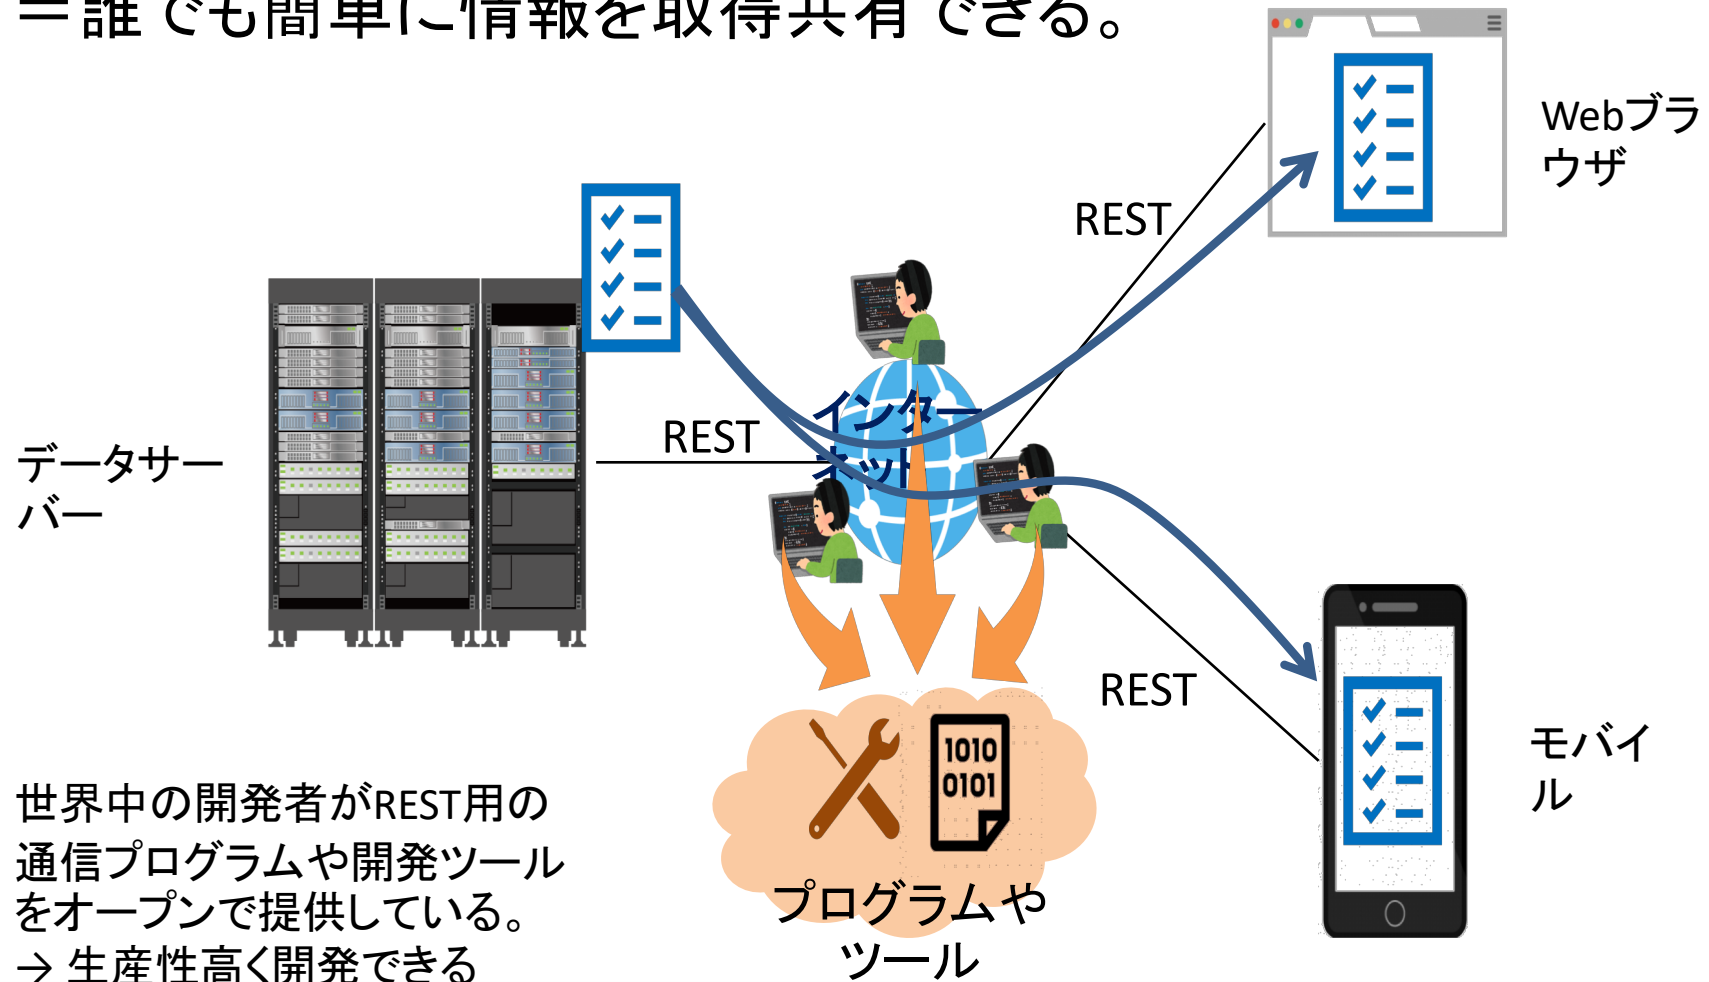 ＝誰でも簡単に情報を取得共有できる。
Webブラ
ウザ
REST
インター
ネット
REST
データサー
バー
REST
モバイ
ル
1010
0101
世界中の開発者がREST用の
通信プログラムや開発ツール
をオープンで提供している。
→ 生産性高く開発できる
プログラムや
ツール